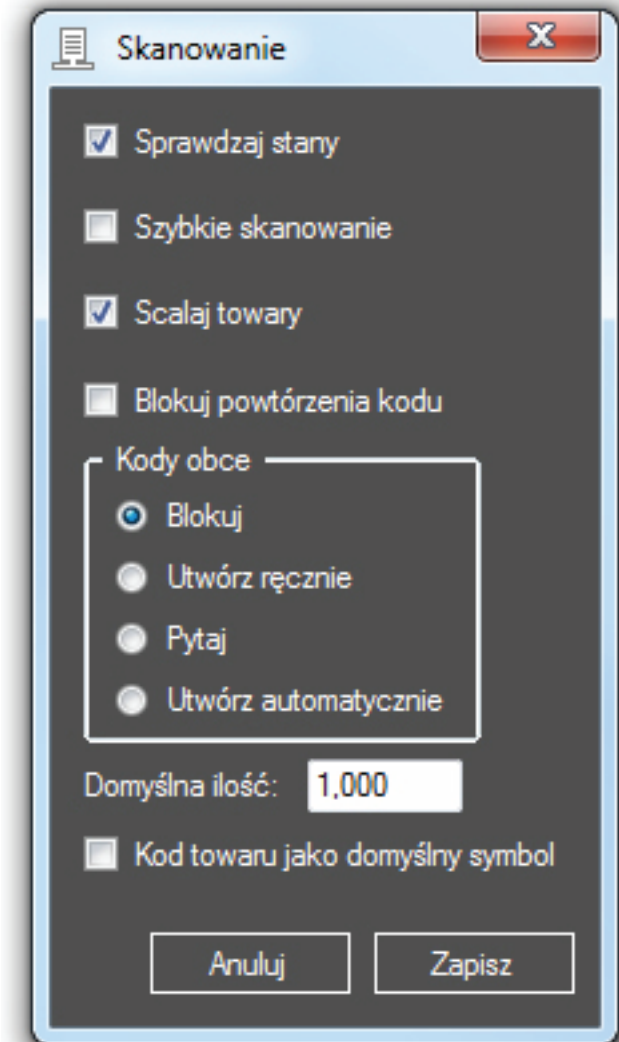 Skanowanie
Sprawdzaj stany
Szybkie skanowanie
Scalaj towary
Blokuj powtórzenia kodu
Kody obce
Blokuj
Utwórz ręcznie
Pytaj
Utwórz automatycznie
Domyślna ilość: 1,000
Kod towaru jako domyślny symbol
Anuluj Zapisz